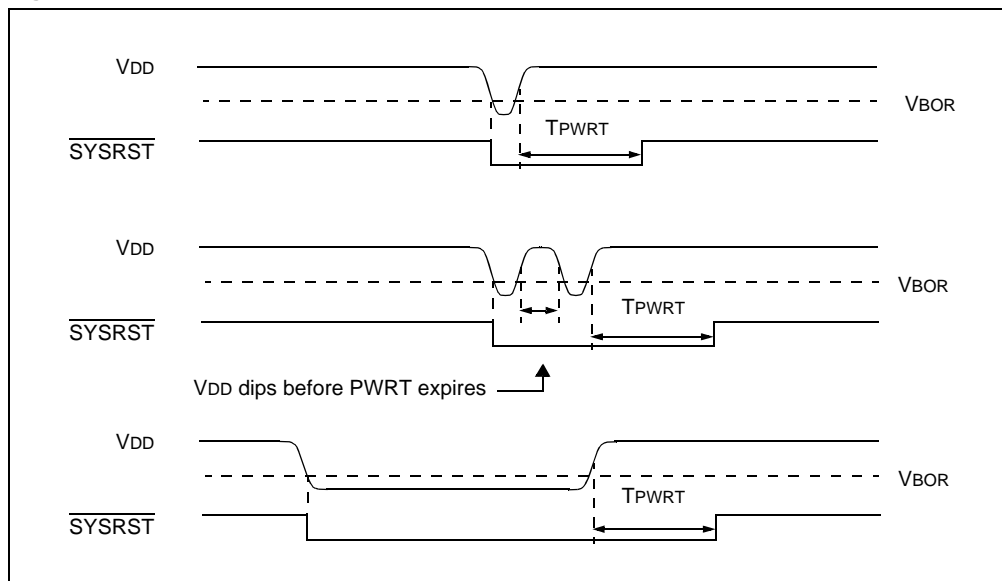 VDD
VBOR
TPWRT
SYSRST
VDD
VBOR
TPWRT
SYSRST
VDD dips before PWRT expires
VDD
VBOR
TPWRT
SYSRST